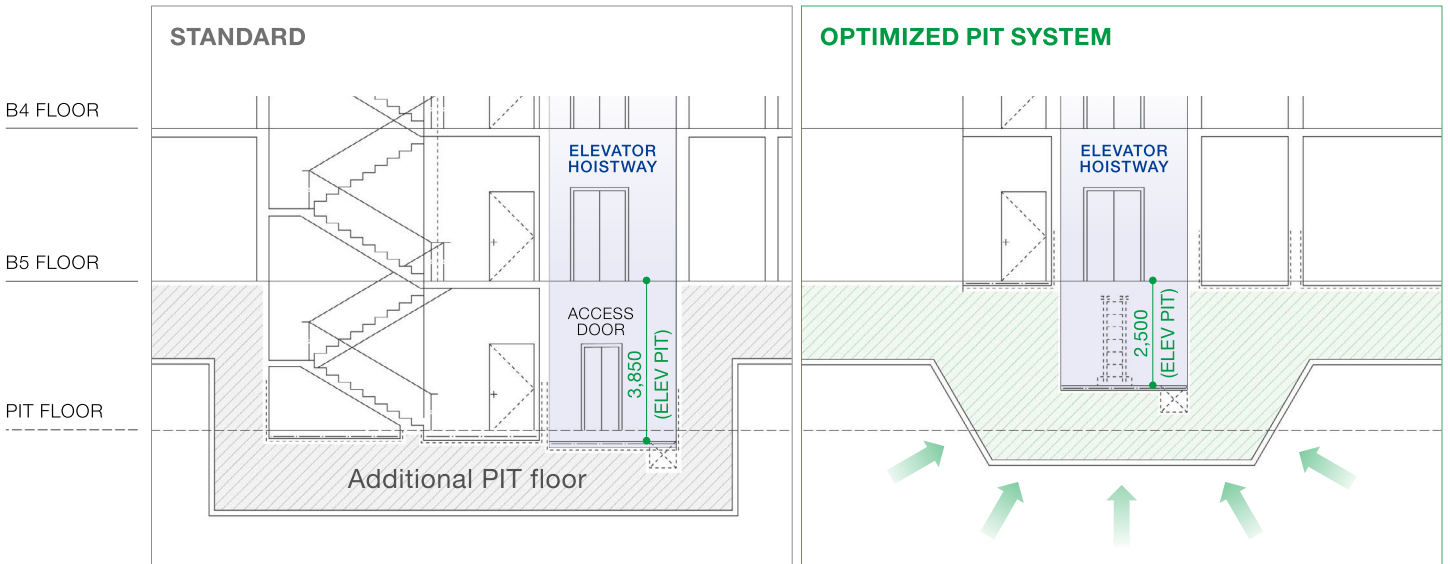 STANDARD
OPTIMIZED PIT SYSTEM
B4 FLOOR
ELEVATOR
HOISTWAY
ELEVATOR
HOISTWAY
B5 FLOOR
ACCESS
DOOR
3,850
(ELEV PIT)
2,500
(ELEV PIT)
PIT FLOOR
Additional PIT floor